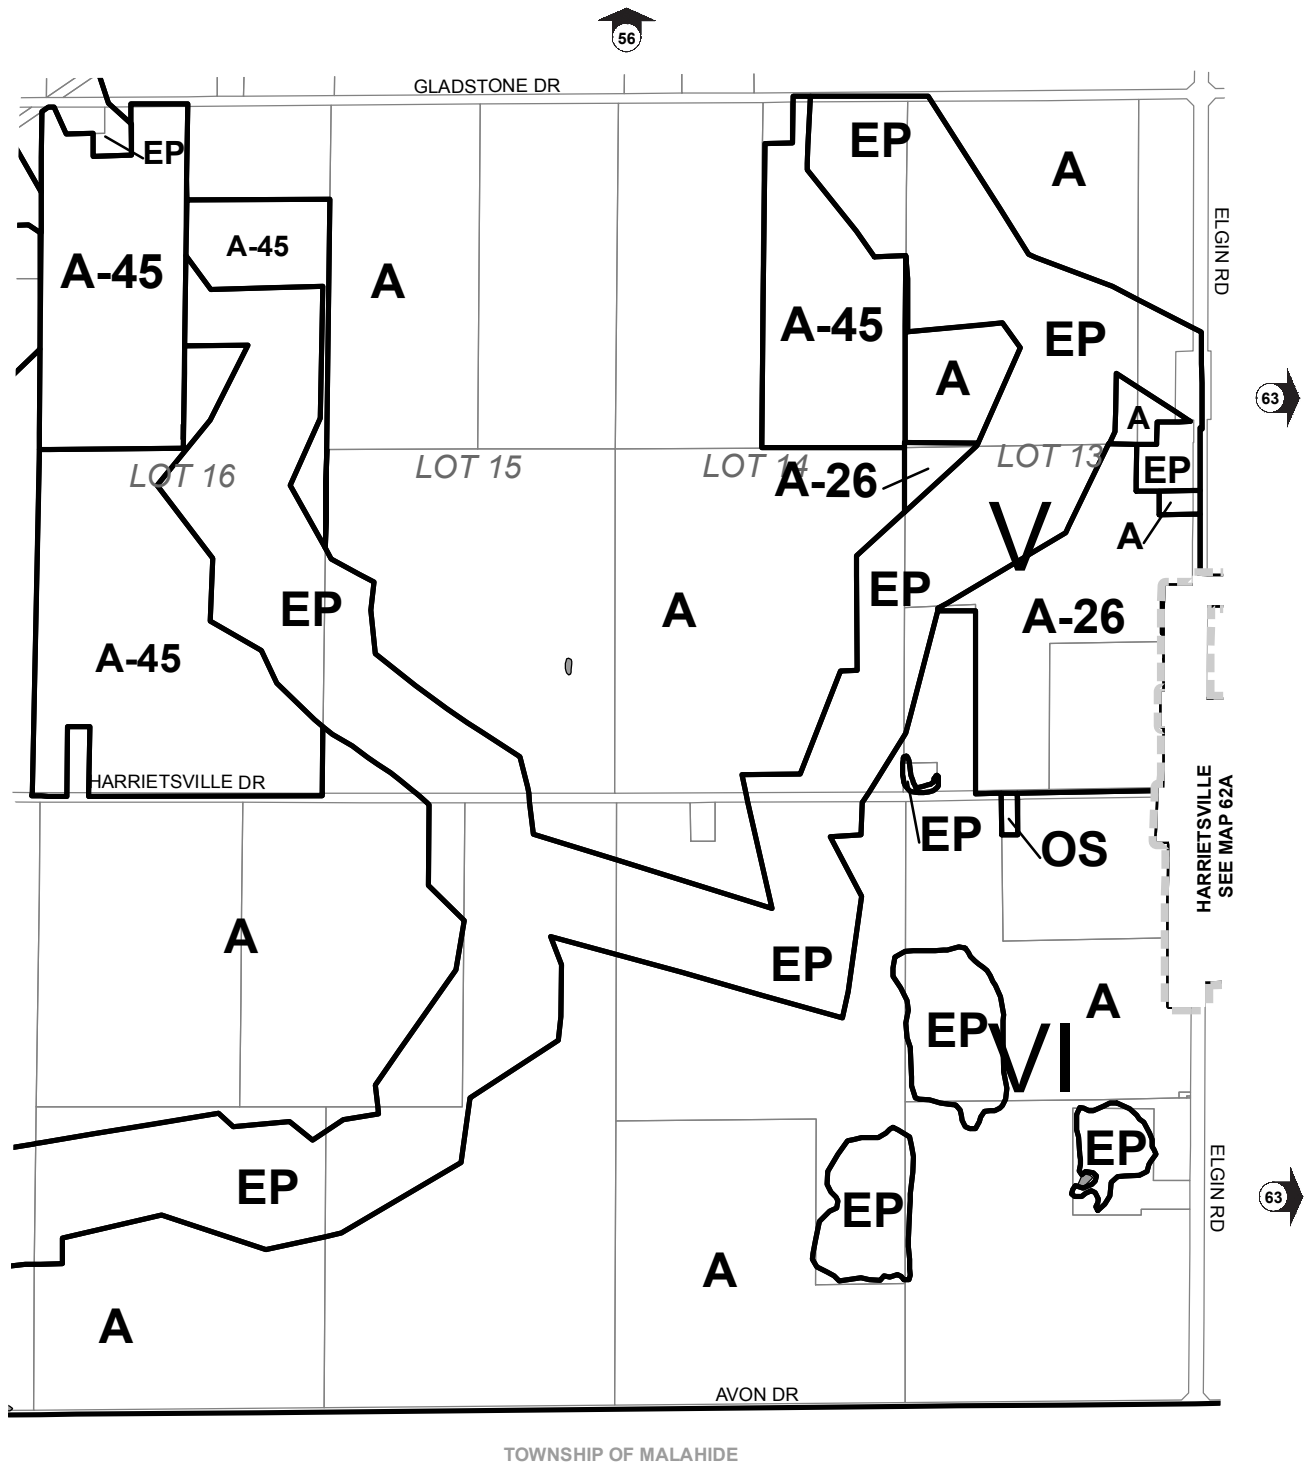 56
GLADSTONE DR
EP
EP
A
A-45
A-45
A
ELGIN RD
A-45
EP
A
63
A
LOT 16
LOT 15
LOT 14
LOT 13
A-26
EP
V
A
EP
EP
A
A-26
A-45
HARRIETSVILLE DR
HARRIETSVILLE
SEE MAP 62A
EP
OS
A
EP
A
EP
VI
EP
EP
EP
ELGIN RD
63
A
A
AVON DR
TOWNSHIP OF MALAHIDE